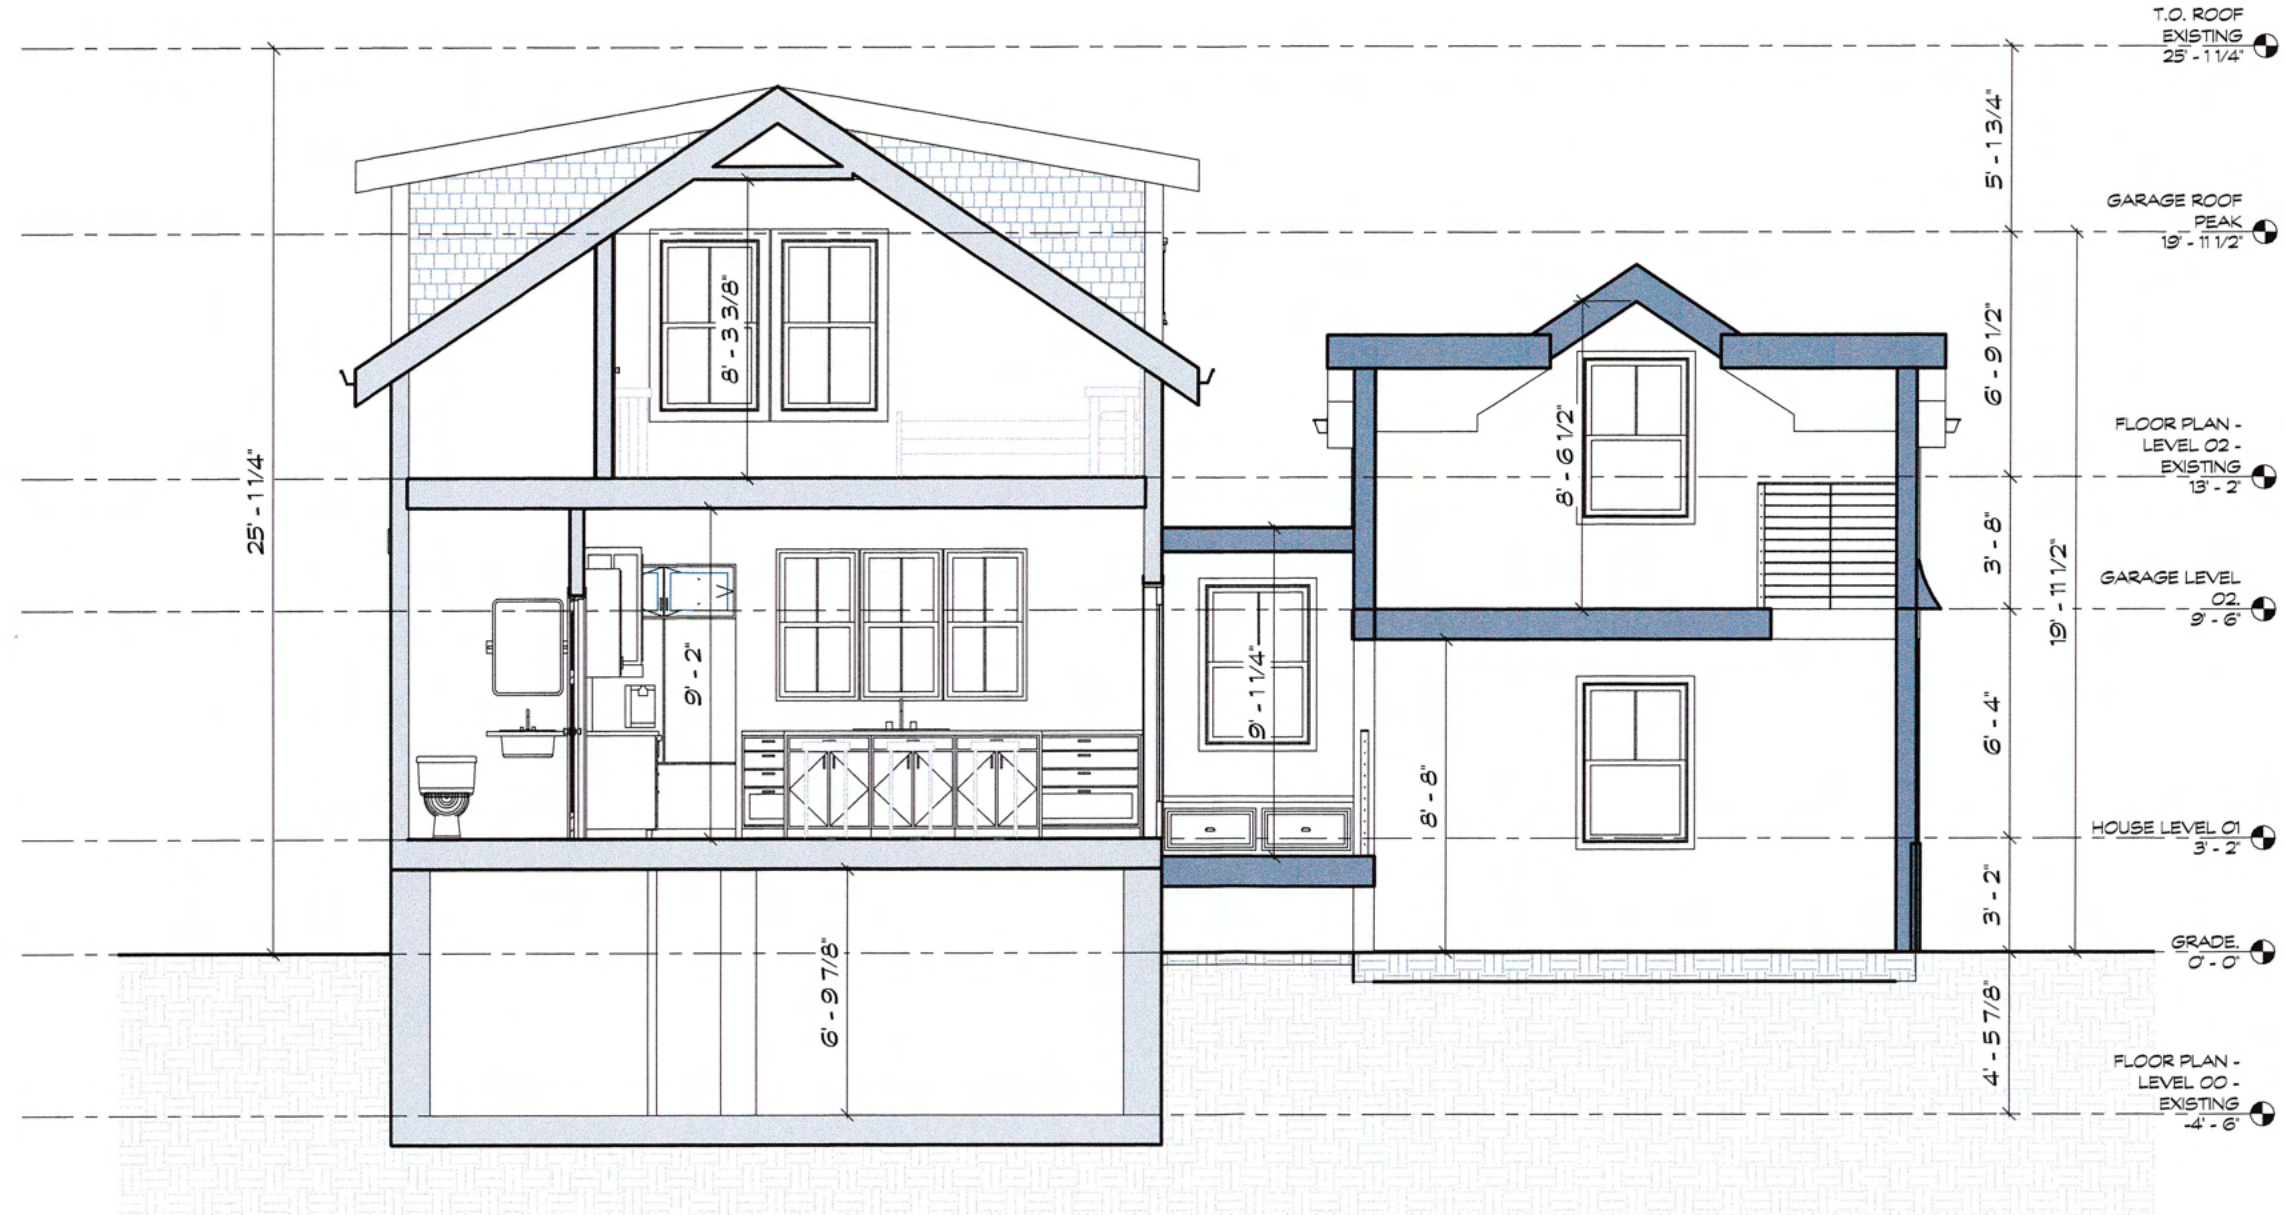 T.O. ROOF
EXISTING
25' - 1 1/4"
5' - 1 3/4"
GARAGE ROOF
PEAK
19' - 11 1/2"
8' - 3 3/8"
6' - 9 1/2"
FLOOR PLAN -
LEVEL 02 -
EXISTING
13' - 2"
25' - 1 1/4"
8' - 6 1/2"
3' - 8"
19' - 11 1/2"
GARAGE LEVEL
02.
9' - 6"
9' - 2"
9' - 1 1/4"
8' - 8"
6' - 4"
HOUSE LEVEL 01
3' - 2"
3' - 2"
GRADE.
0' - 0"
6' - 9 7/8"
4' - 5 7/8"
FLOOR PLAN -
LEVEL 00 -
EXISTING
-4' - 6"